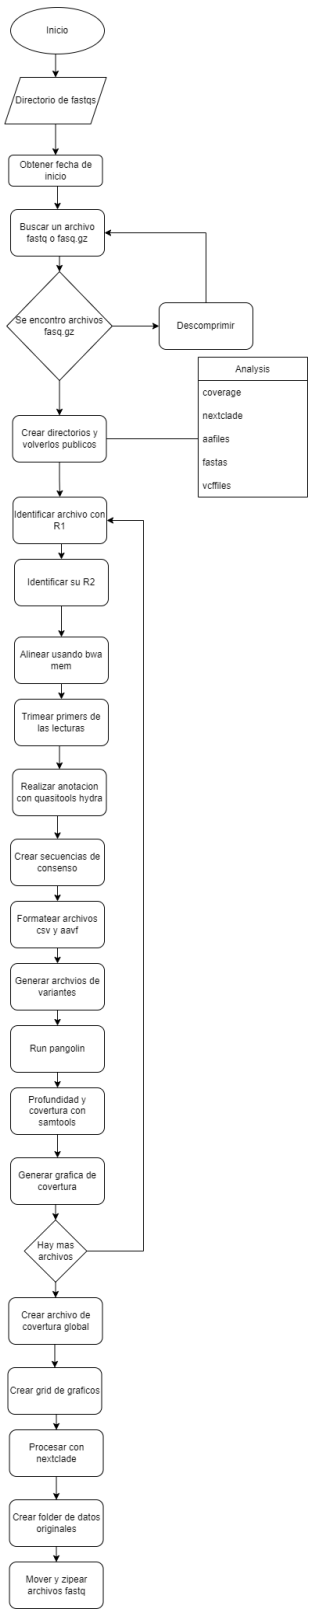 Inicio
Directorio de fastqs
Obtener fecha de
inicio
Buscar un archivo
fastq o fasq.gz
Se encontro archivos
fasq.gz
Descomprimir
Analysis
coverage
nextclade
aafiles
fastas
vcffiles
Crear directorios y
volverlos publicos
Identificar archivo con
R1
Identificar su R2
Alinear usando bwa
mem
Trimear primers de
las lecturas
Realizar anotacion
con quasitools hydra
Crear secuencias de
consenso
Formatear archivos
csv y aavf
Generar archvios de
variantes
Run pangolin
Profundidad y
covertura con
samtools
Generar grafica de
covertura
Hay mas
archivos
Crear archivo de
covertura global
Crear grid de graficos
Procesar con
nextclade
Crear folder de datos
originales
Mover y zipear
archivos fastq